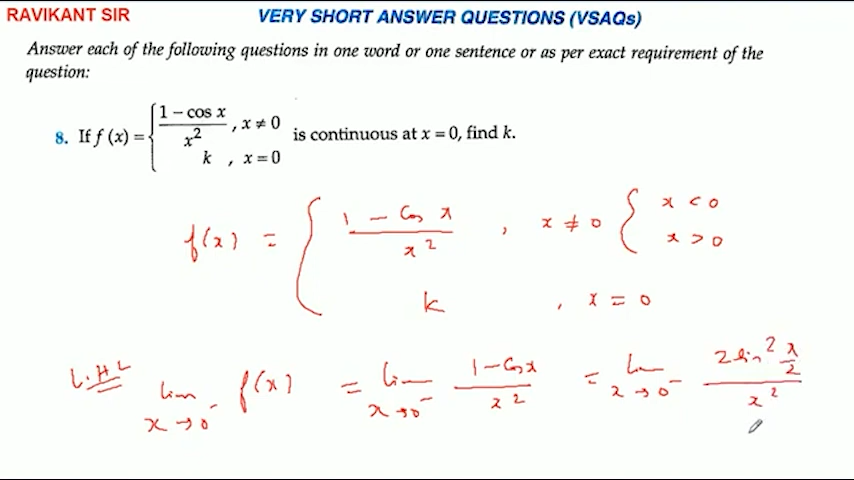 RAVIKANT SIR
VERY SHORT ANSWER QUESTIONS (VSAQs)
Answer each of the following questions in one word or one sentence or as per exact requirement of the
question:
8. If f(x) = { (1 − cos x)/x² , x ≠ 0
k , x = 0
is continuous at x = 0, find k.
f(x) = { (1 − cos x)/x² , x ≠ 0 { x < 0
x > 0
k , x = 0
L.H.L
lim x→0⁻ f(x) = lim x→0⁻ (1 − cos x)/x² = lim x→0⁻ (2 sin² x/2)/x²